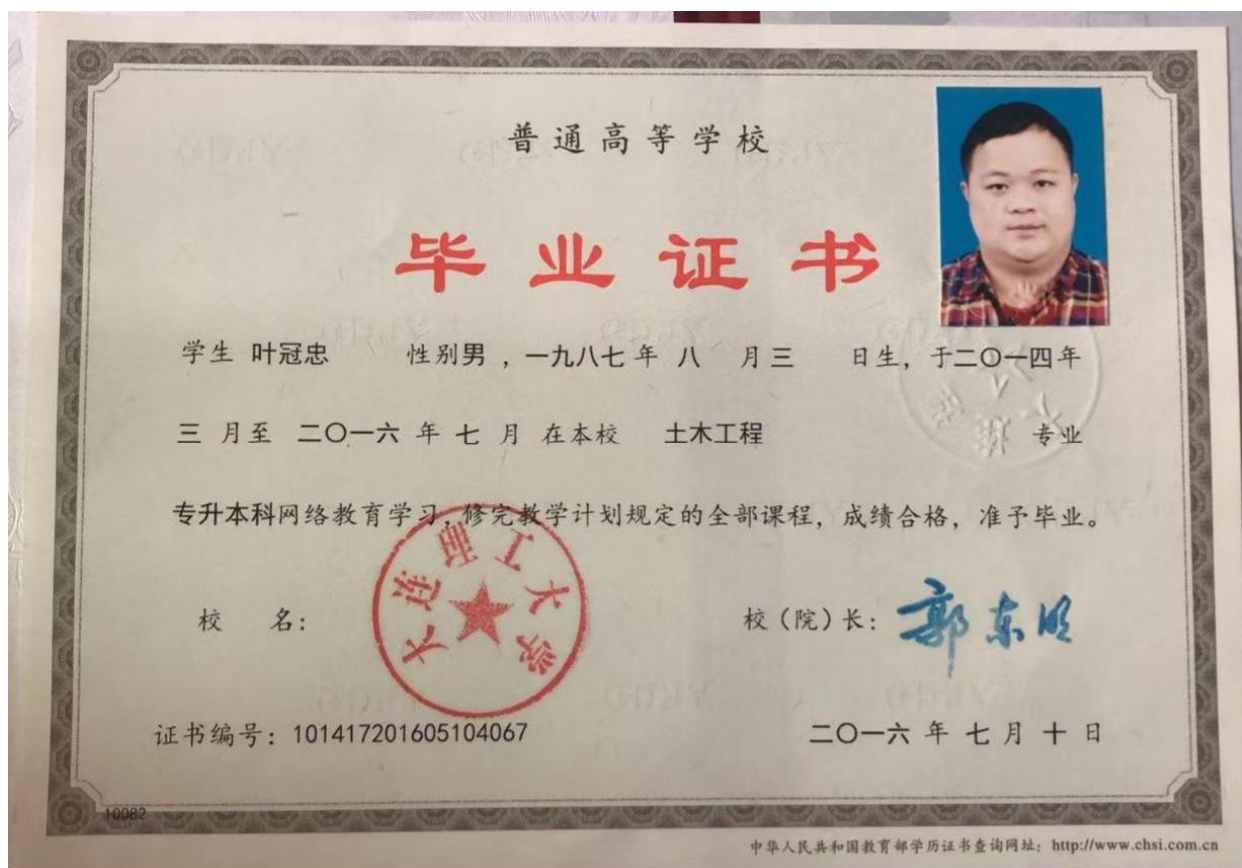 普通高等学校
毕业证书
学生 叶冠忠 性别男，一九八七年 八 月三 日生，于二〇一四年
三 月至 二〇一六 年 七 月 在本校 土木工程 专业
专升本科网络教育学习，修完教学计划规定的全部课程，成绩合格，准予毕业。
大连理工大学
校 名： 校（院）长：郭东明
证书编号：101417201605104067 二〇一六 年 七 月 十 日
10082
中华人民共和国教育部学历证书查询网址：http://www.chsi.com.cn